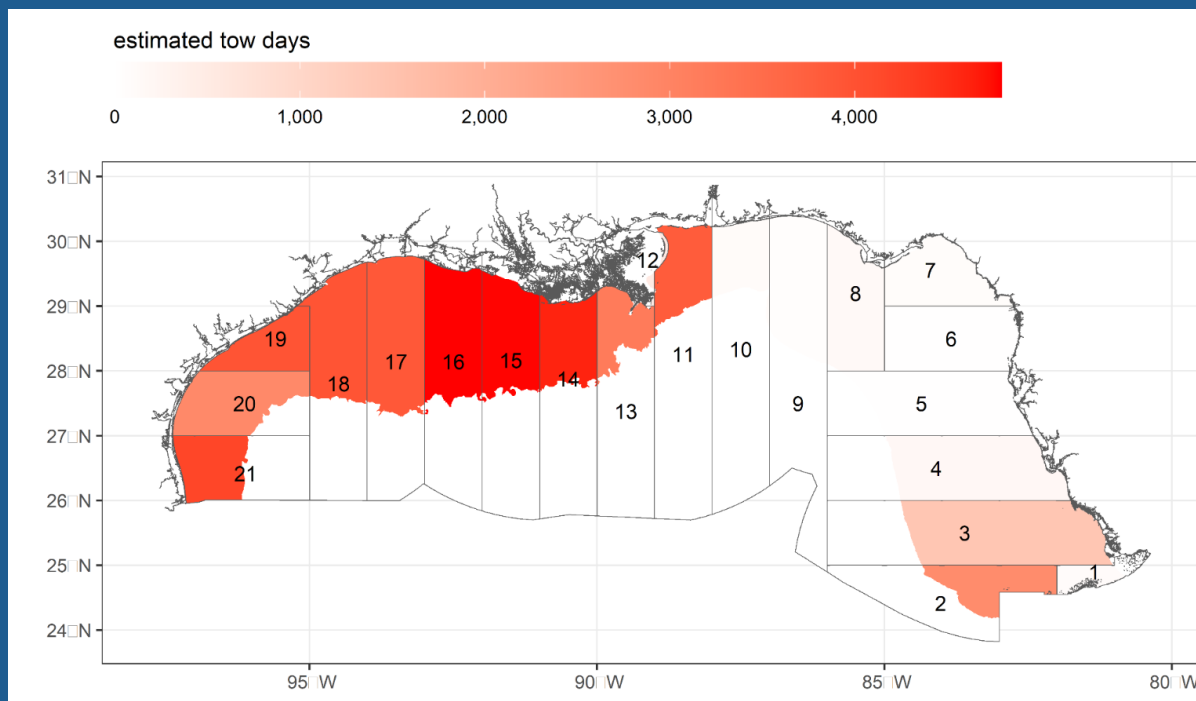 estimated tow days
0 1,000 2,000 3,000 4,000
31□N
30□N
29□N
28□N
27□N
26□N
25□N
24□N
12
7
8
19
6
11
10
17
16
15
18
14
20
13
9
5
21
4
3
1
2
95□W 90□W 85□W 80□W